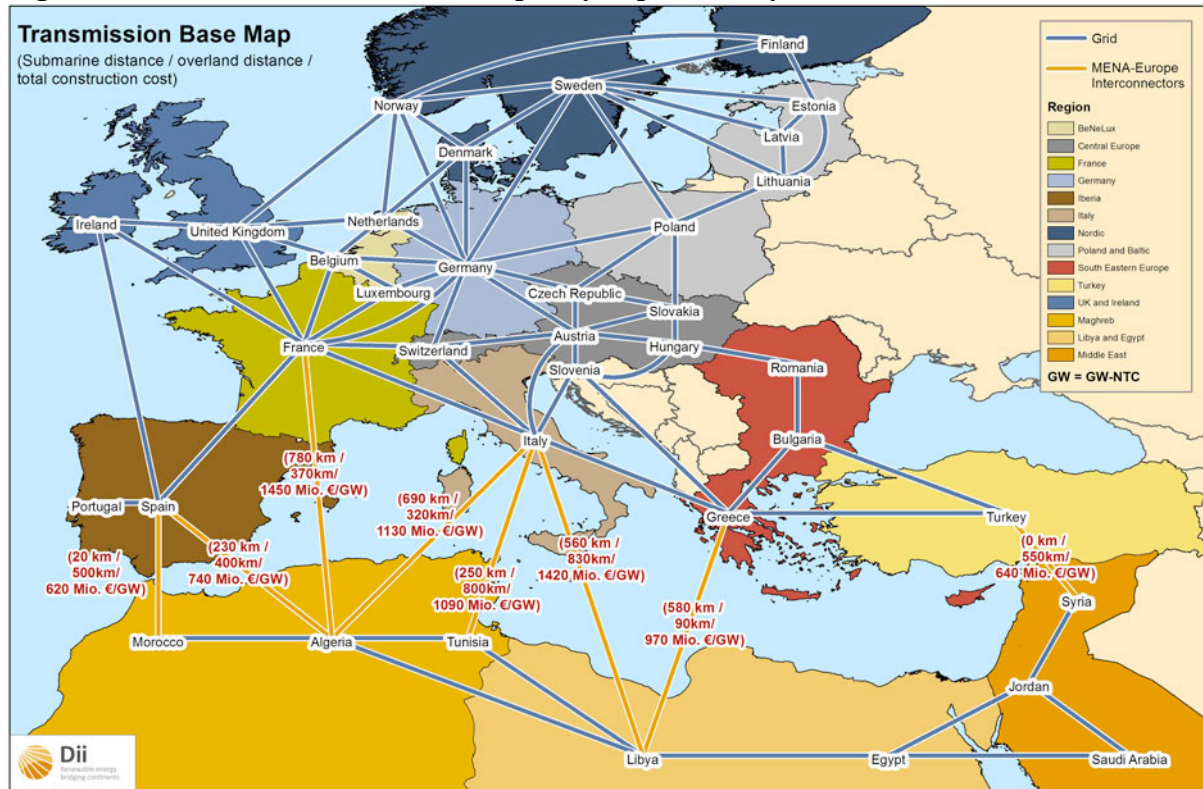 Transmission Base Map
(Submarine distance / overland distance /
total construction cost)
Grid
MENA-Europe
Interconnectors
Region
BeNeLux
Central Europe
France
Germany
Iberia
Italy
Nordic
Poland and Baltic
South Eastern Europe
Turkey
UK and Ireland
Maghreb
Libya and Egypt
Middle East
GW = GW-NTC
Finland
Sweden
Norway
Estonia
Latvia
Denmark
Lithuania
Ireland
United Kingdom
Netherlands
Poland
Belgium
Germany
Luxembourg
Czech Republic
Slovakia
Austria
France
Switzerland
Hungary
Slovenia
Romania
Italy
Bulgaria
(780 km /
370km/
1450 Mio. €/GW)
Portugal
Spain
(690 km /
320km/
1130 Mio. €/GW)
Greece
Turkey
(20 km /
500km/
620 Mio. €/GW)
(230 km /
400km/
740 Mio. €/GW)
(250 km /
800km/
1090 Mio. €/GW)
(560 km /
830km/
1420 Mio. €/GW)
(580 km /
90km/
970 Mio. €/GW)
(0 km /
550km/
640 Mio. €/GW)
Syria
Morocco
Algeria
Tunisia
Jordan
Libya
Egypt
Saudi Arabia
Dii
Renewable energy
bridging continents